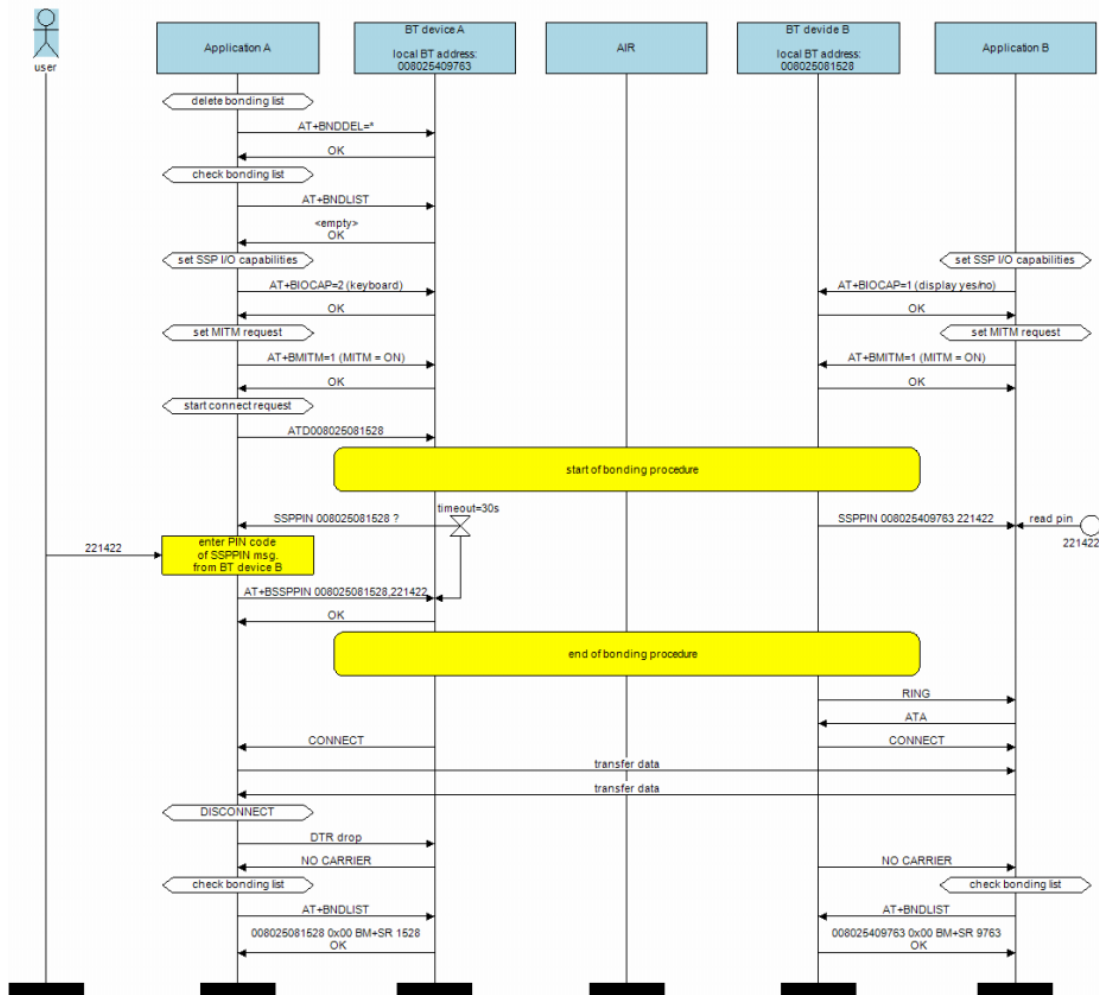 user
Application A
BT device A
local BT address:
008025409763
AIR
BT devide B
local BT address:
008025081528
Application B
delete bonding list
AT+BNDDEL=*
OK
check bonding list
AT+BNDLIST
<empty>
OK
set SSP I/O capabilities
set SSP I/O capabilities
AT+BIOCAP=2 (keyboard)
AT+BIOCAP=1 (display yes/no)
OK
OK
set MITM request
set MITM request
AT+BMITM=1 (MITM = ON)
AT+BMITM=1 (MITM = ON)
OK
OK
start connect request
ATD008025081528
start of bonding procedure
timeout=30s
SSPPIN 008025081528 ?
SSPPIN 008025409763 221422
read pin
221422
221422
enter PIN code
of SSPPIN msg.
from BT device B
AT+BSSPPIN 008025081528,221422
OK
end of bonding procedure
RING
ATA
CONNECT
CONNECT
transfer data
transfer data
DISCONNECT
DTR drop
NO CARRIER
NO CARRIER
check bonding list
check bonding list
AT+BNDLIST
AT+BNDLIST
008025081528 0x00 BM+SR 1528
OK
008025409763 0x00 BM+SR 9763
OK